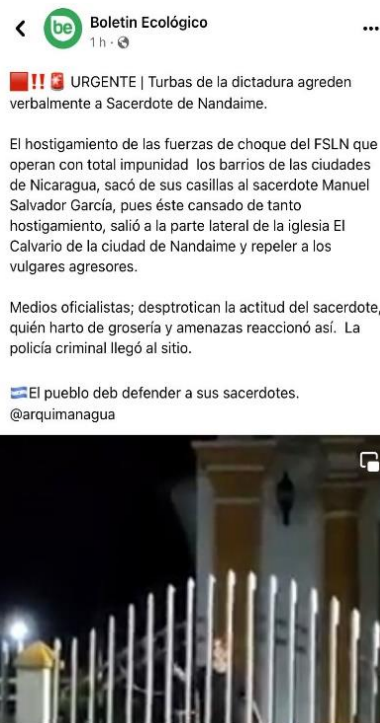 be
Boletin Ecológico
1 h ·
!! URGENTE | Turbas de la dictadura agreden
verbalmente a Sacerdote de Nandaime.
El hostigamiento de las fuerzas de choque del FSLN que
operan con total impunidad los barrios de las ciudades
de Nicaragua, sacó de sus casillas al sacerdote Manuel
Salvador García, pues éste cansado de tanto
hostigamiento, salió a la parte lateral de la iglesia El
Calvario de la ciudad de Nandaime y repeler a los
vulgares agresores.
Medios oficialistas; desptrotican la actitud del sacerdote,
quién harto de grosería y amenazas reaccionó así. La
policía criminal llegó al sitio.
El pueblo deb defender a sus sacerdotes.
@arquimanagua